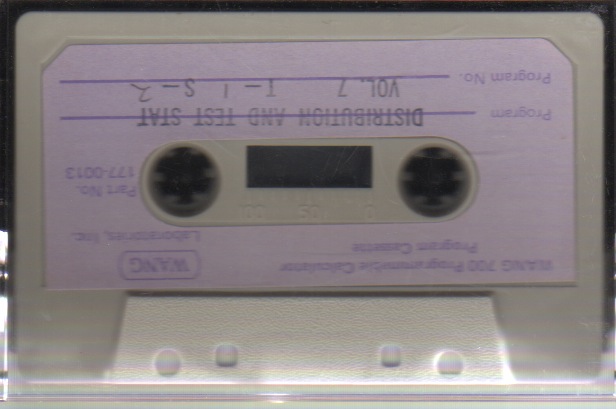 WANG 700 Programmable Calculator
Program Cassette
WANG
Laboratories, Inc.
0 50 100
Part No.
177-0013
Program
DISTRIBUTION AND TEST STAT
Program No.
VOL. 7 T-1 S-2